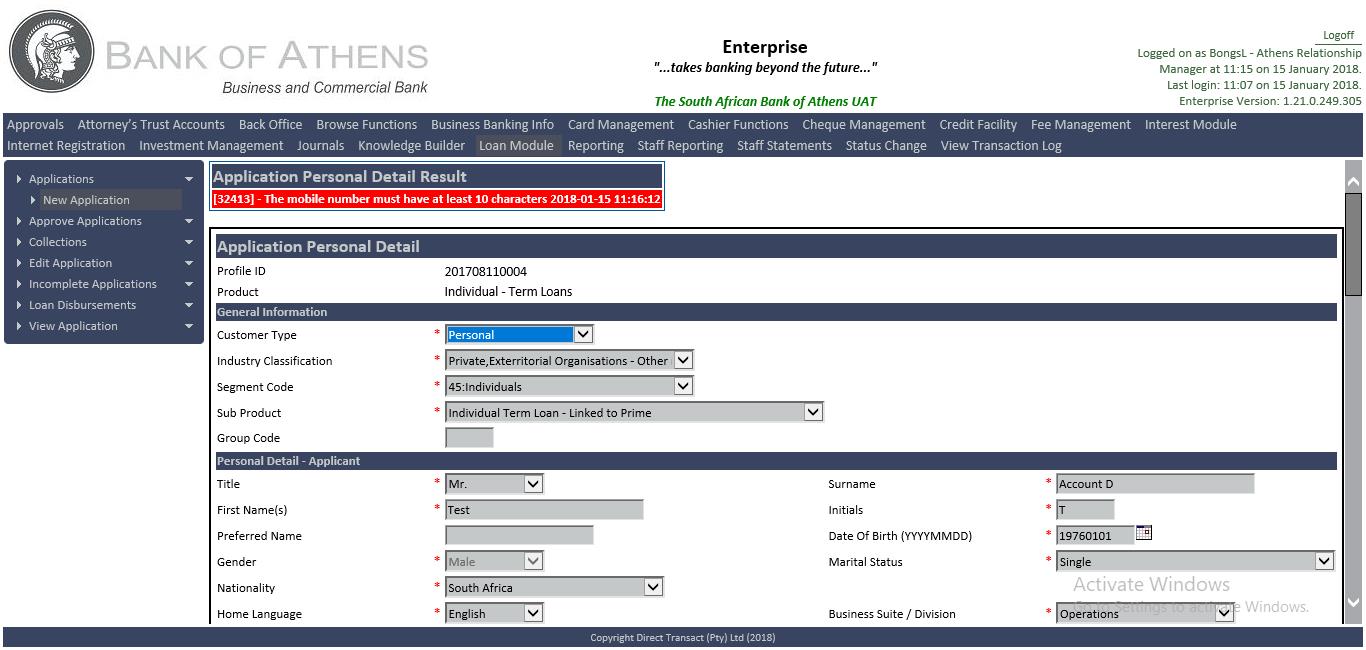 BANK OF ATHENS
Business and Commercial Bank
Enterprise
"...takes banking beyond the future..."
The South African Bank of Athens UAT
Logoff
Logged on as BongsL - Athens Relationship
Manager at 11:15 on 15 January 2018.
Last login: 11:07 on 15 January 2018.
Enterprise Version: 1.21.0.249.305
Approvals Attorney's Trust Accounts Back Office Browse Functions Business Banking Info Card Management Cashier Functions Cheque Management Credit Facility Fee Management Interest Module
Internet Registration Investment Management Journals Knowledge Builder Loan Module Reporting Staff Reporting Staff Statements Status Change View Transaction Log
Applications
New Application
Approve Applications
Collections
Edit Application
Incomplete Applications
Loan Disbursements
View Application
Application Personal Detail Result
[32413] - The mobile number must have at least 10 characters 2018-01-15 11:16:12
Application Personal Detail
Profile ID 201708110004
Product Individual - Term Loans
General Information
Customer Type * Personal
Industry Classification * Private,Exterritorial Organisations - Other
Segment Code * 45:Individuals
Sub Product * Individual Term Loan - Linked to Prime
Group Code
Personal Detail - Applicant
Title * Mr. Surname * Account D
First Name(s) * Test Initials * T
Preferred Name Date Of Birth (YYYYMMDD) * 19760101
Gender * Male Marital Status * Single
Nationality * South Africa
Activate Windows
Go to Settings to activate Windows.
Home Language * English Business Suite / Division * Operations
Copyright Direct Transact (Pty) Ltd (2018)